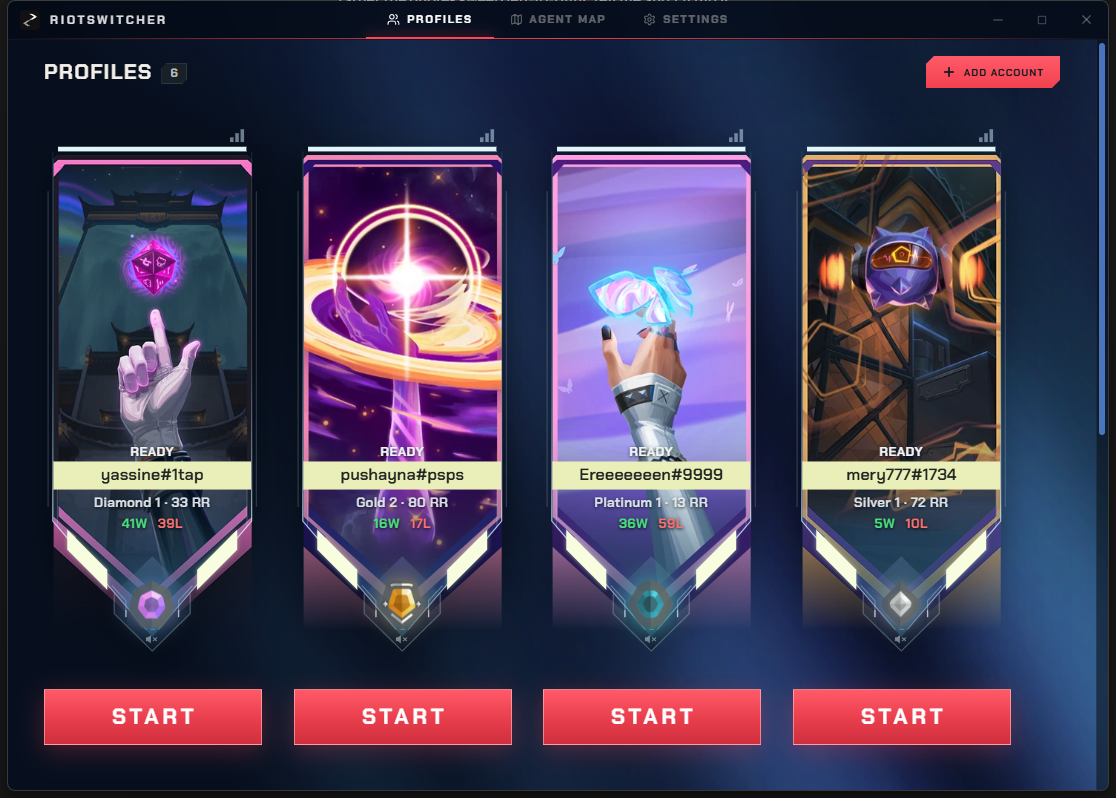 RIOTSWITCHER
PROFILES
AGENT MAP
SETTINGS
PROFILES 6
+ ADD ACCOUNT
READY
yassine#1tap
Diamond 1 · 33 RR
41W 39L
READY
pushayna#psps
Gold 2 · 80 RR
16W 17L
READY
Ereeeeeeen#9999
Platinum 1 · 13 RR
36W 59L
READY
mery777#1734
Silver 1 · 72 RR
5W 10L
START
START
START
START